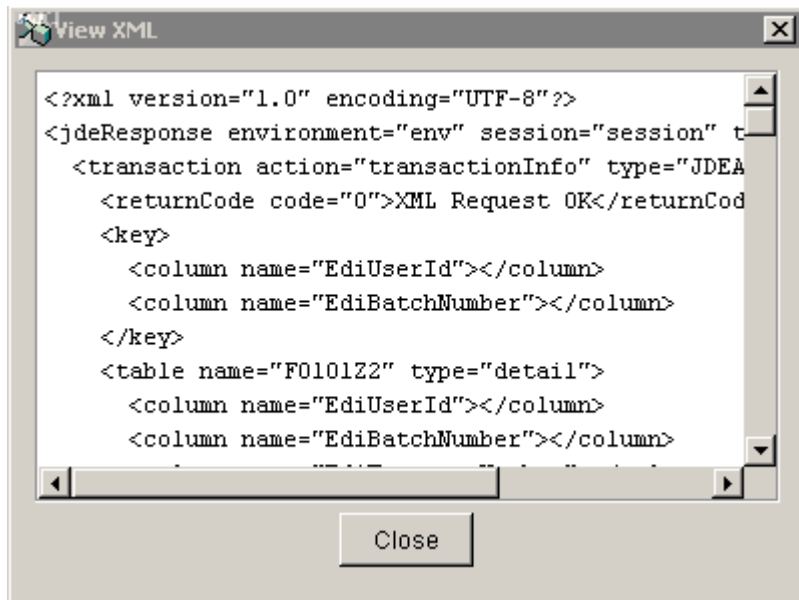 View XML
<?xml version="1.0" encoding="UTF-8"?>
<jdeResponse environment="env" session="session" t
<transaction action="transactionInfo" type="JDEA
<returnCode code="0">XML Request OK</returnCod
<key>
<column name="EdiUserId"></column>
<column name="EdiBatchNumber"></column>
</key>
<table name="F0101Z2" type="detail">
<column name="EdiUserId"></column>
<column name="EdiBatchNumber"></column>
Close